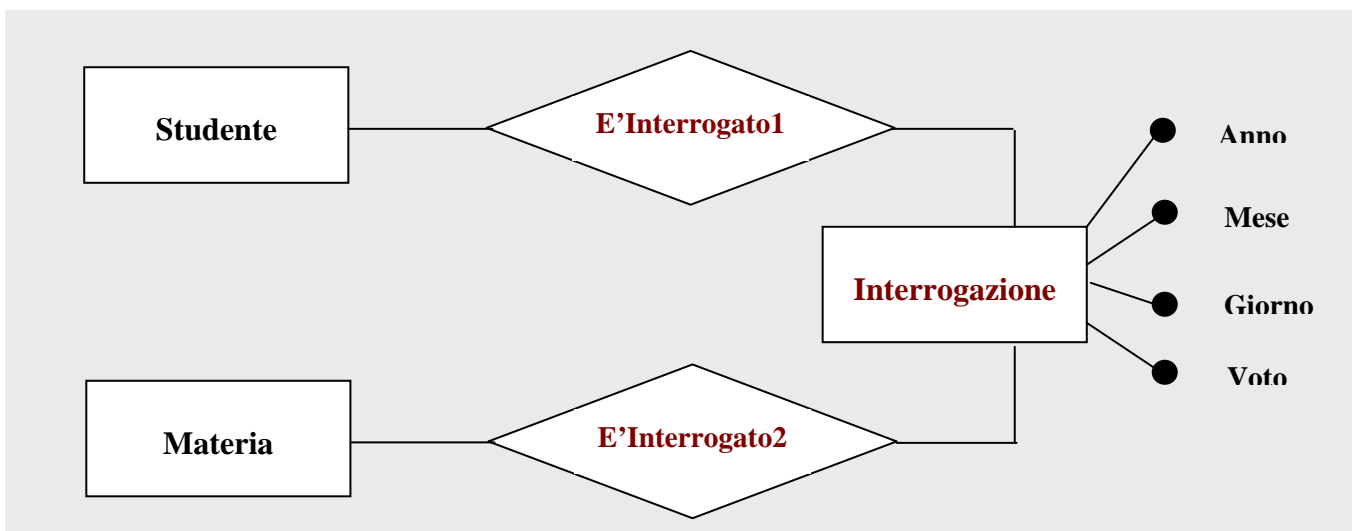 Studente
E’Interrogato1
Anno
Mese
Interrogazione
Giorno
Voto
Materia
E’Interrogato2